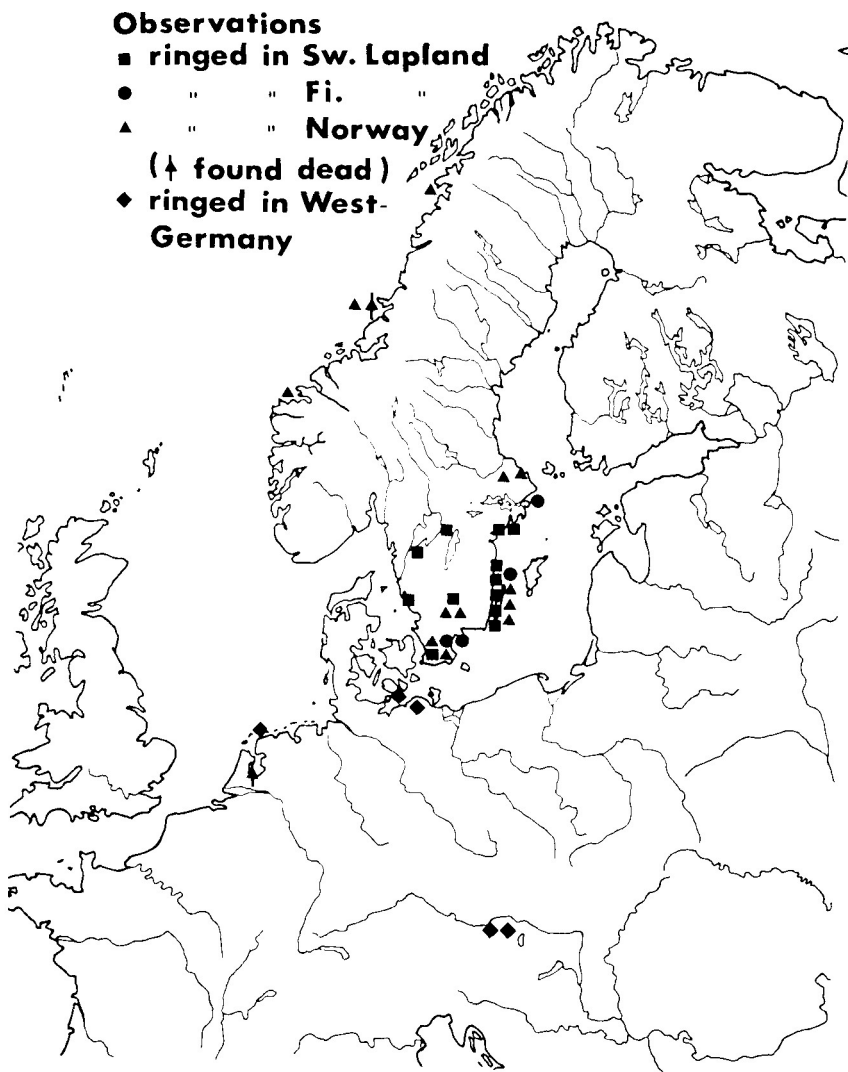 Observations
■ ringed in Sw. Lapland
● " " Fi. "
▲ " " Norway
( found dead )
◆ ringed in West-
Germany